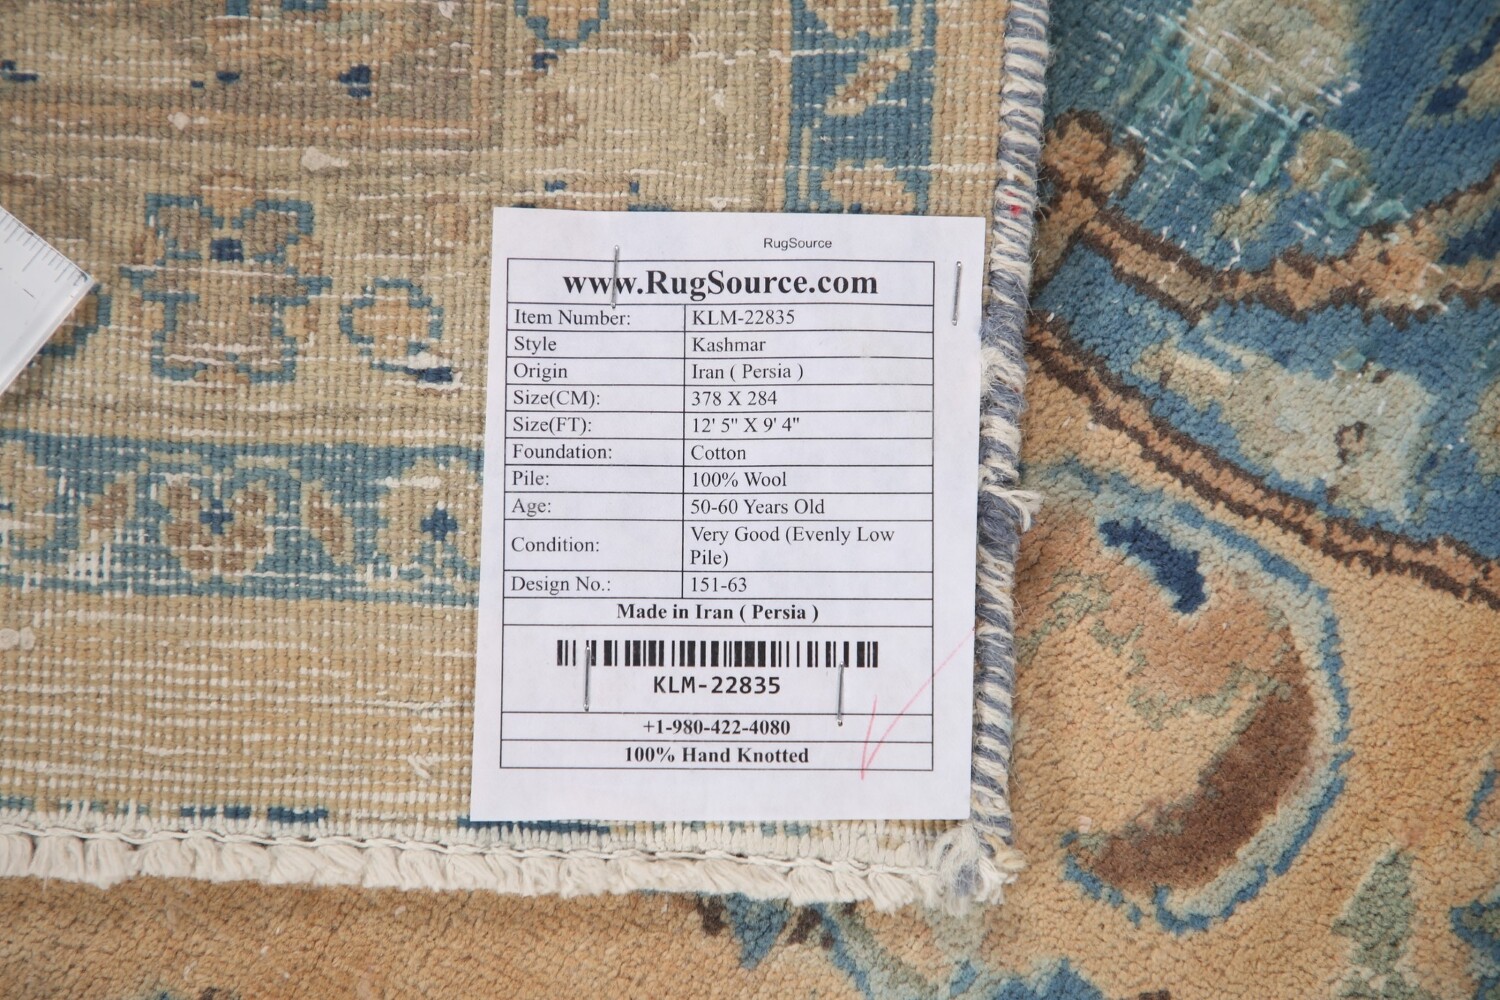 RugSource
www.RugSource.com
Item Number: KLM-22835
Style Kashmar
Origin Iran ( Persia )
Size(CM): 378 X 284
Size(FT): 12' 5" X 9' 4"
Foundation: Cotton
Pile: 100% Wool
Age: 50-60 Years Old
Condition: Very Good (Evenly Low
Pile)
Design No.: 151-63
Made in Iran ( Persia )
KLM-22835
+1-980-422-4080
100% Hand Knotted